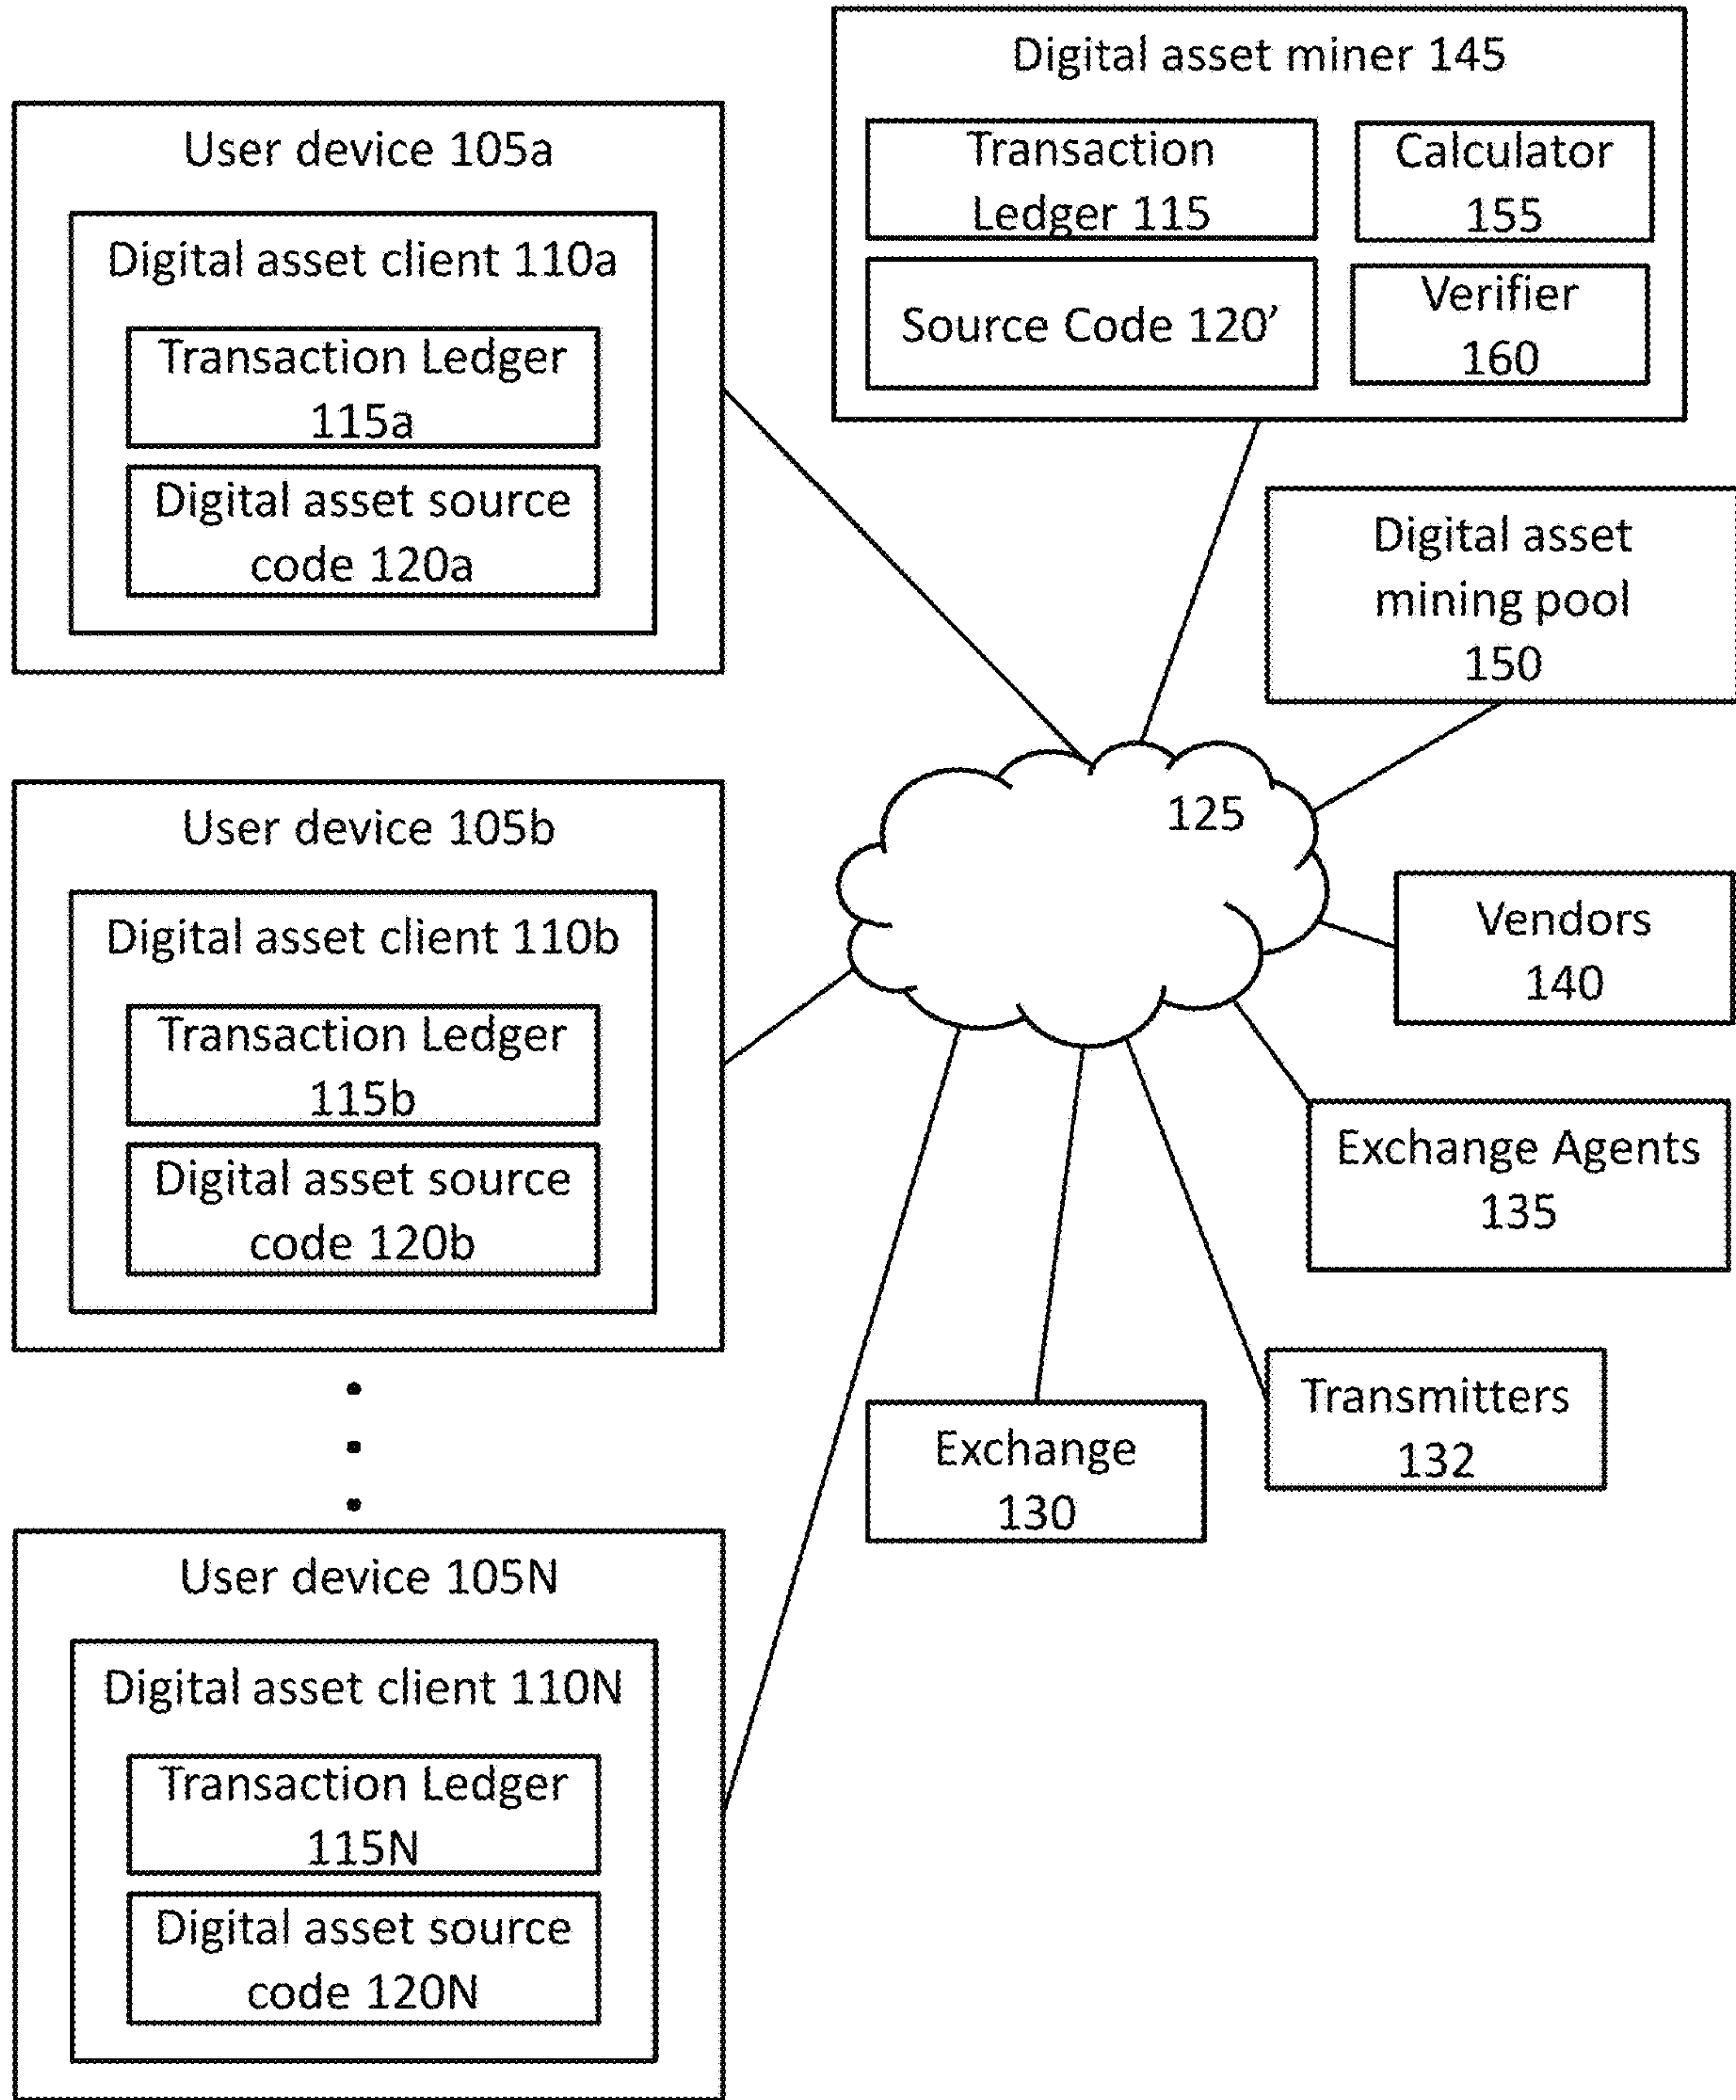 User device 105a
Digital asset client 110a
Transaction Ledger
115a
Digital asset source
code 120a
Digital asset miner 145
Transaction
Ledger 115
Calculator
155
Source Code 120’
Verifier
160
Digital asset
mining pool
150
125
User device 105b
Digital asset client 110b
Transaction Ledger
115b
Digital asset source
code 120b
Vendors
140
Exchange Agents
135
Transmitters
132
Exchange
130
User device 105N
Digital asset client 110N
Transaction Ledger
115N
Digital asset source
code 120N